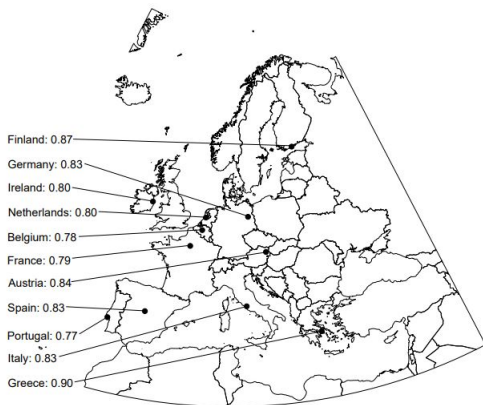 Finland: 0.87
Germany: 0.83
Ireland: 0.80
Netherlands: 0.80
Belgium: 0.78
France: 0.79
Austria: 0.84
Spain: 0.83
Portugal: 0.77
Italy: 0.83
Greece: 0.90